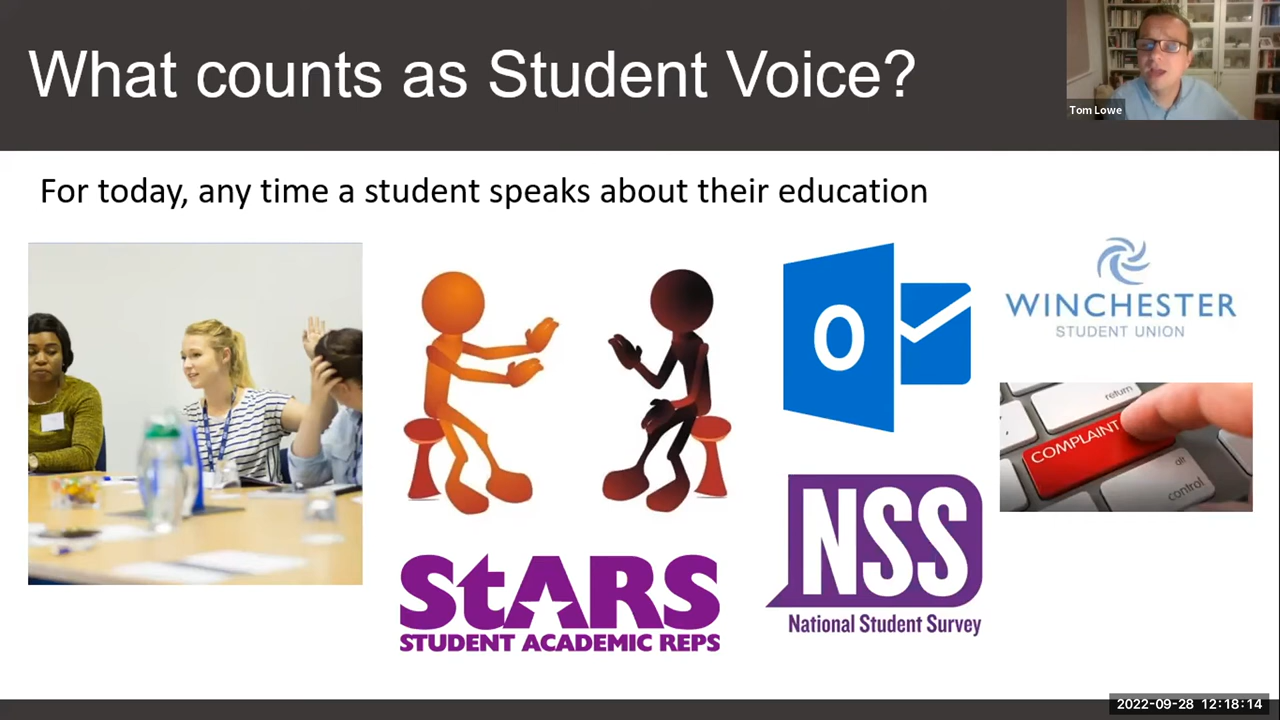 What counts as Student Voice?
Tom Lowe
For today, any time a student speaks about their education
O
WINCHESTER
STUDENT UNION
return
COMPLAINT
alt
control
NSS
National Student Survey
StARS
STUDENT ACADEMIC REPS
2022-09-28 12:18:14